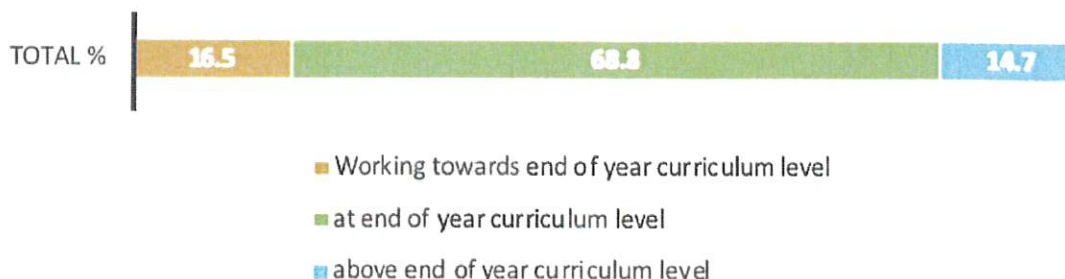 TOTAL % 16.5 68.8 14.7
Working towards end of year curriculum level
at end of year curriculum level
above end of year curriculum level